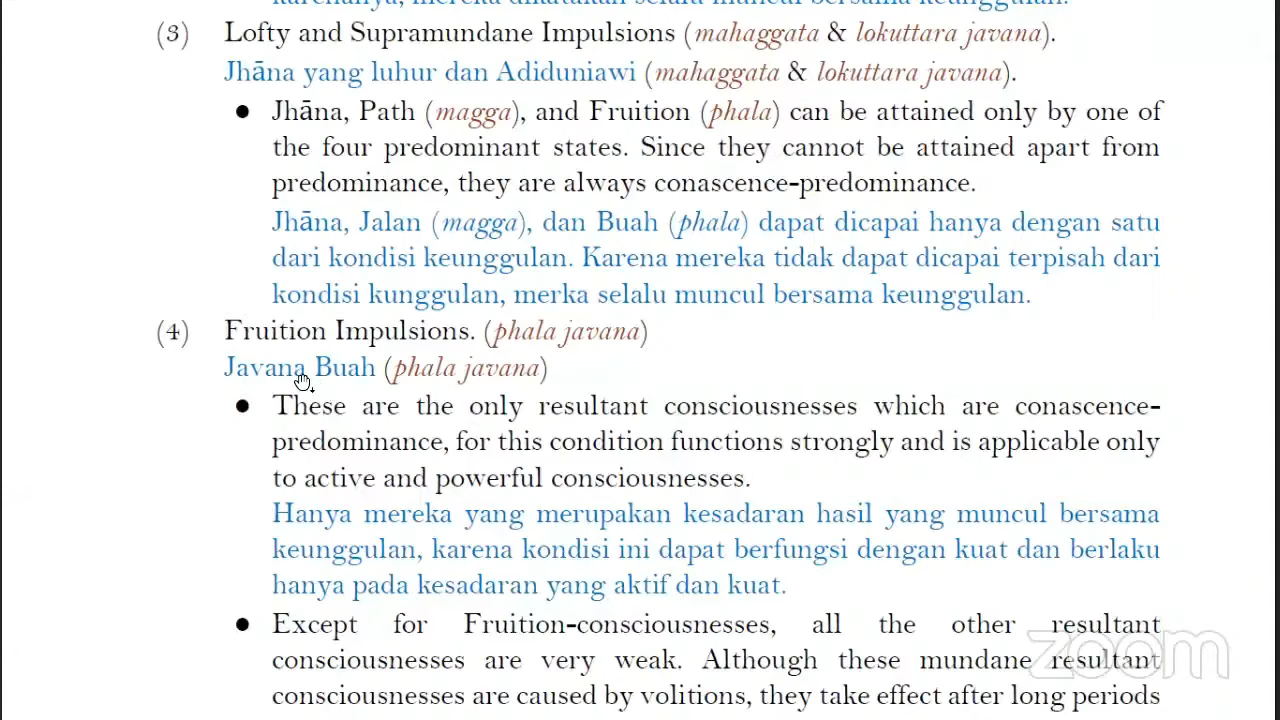 karenanya, mereka dikatakan selalu muncul bersama keunggulan.
(3) Lofty and Supramundane Impulsions (mahaggata & lokuttara javana).
Jhāna yang luhur dan Adiduniawi (mahaggata & lokuttara javana).
● Jhāna, Path (magga), and Fruition (phala) can be attained only by one of
the four predominant states. Since they cannot be attained apart from
predominance, they are always conascence-predominance.
Jhāna, Jalan (magga), dan Buah (phala) dapat dicapai hanya dengan satu
dari kondisi keunggulan. Karena mereka tidak dapat dicapai terpisah dari
kondisi kunggulan, merka selalu muncul bersama keunggulan.
(4) Fruition Impulsions. (phala javana)
Javana Buah (phala javana)
● These are the only resultant consciousnesses which are conascence-
predominance, for this condition functions strongly and is applicable only
to active and powerful consciousnesses.
Hanya mereka yang merupakan kesadaran hasil yang muncul bersama
keunggulan, karena kondisi ini dapat berfungsi dengan kuat dan berlaku
hanya pada kesadaran yang aktif dan kuat.
● Except for Fruition-consciousnesses, all the other resultant
consciousnesses are very weak. Although these mundane resultant
consciousnesses are caused by volitions, they take effect after long periods
zoom